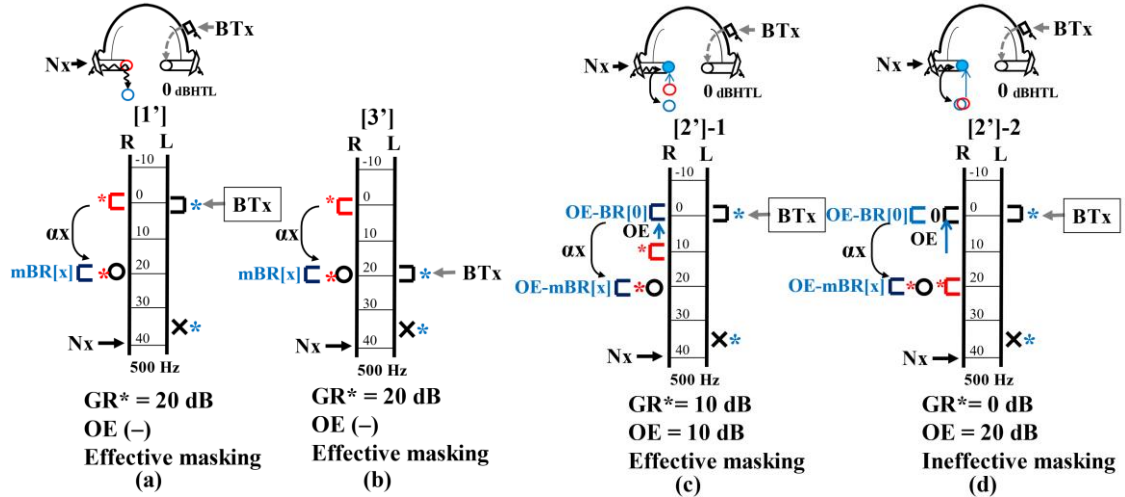 BTx
Nx
0 dBHTL
[1']
R L
-10
0
* *
BTx
αx
10
mBR[x] *
20
30
*
Nx
40
500 Hz
GR* = 20 dB
OE (–)
Effective masking
(a)
[3']
R L
-10
0
*
αx
10
mBR[x] *
20
* BTx
30
*
40
500 Hz
GR* = 20 dB
OE (–)
Effective masking
(b)
BTx
Nx
0 dBHTL
[2']-1
R L
-10
OE-BR[0]
0
* BTx
OE
αx
*
10
OE-mBR[x] *
20
30
*
Nx
40
500 Hz
GR*= 10 dB
OE = 10 dB
Effective masking
(c)
BTx
Nx
0 dBHTL
[2']-2
R L
-10
OE-BR[0] 0
0
* BTx
OE
αx
10
OE-mBR[x] * *
20
30
*
Nx
40
500 Hz
GR*= 0 dB
OE = 20 dB
Ineffective masking
(d)